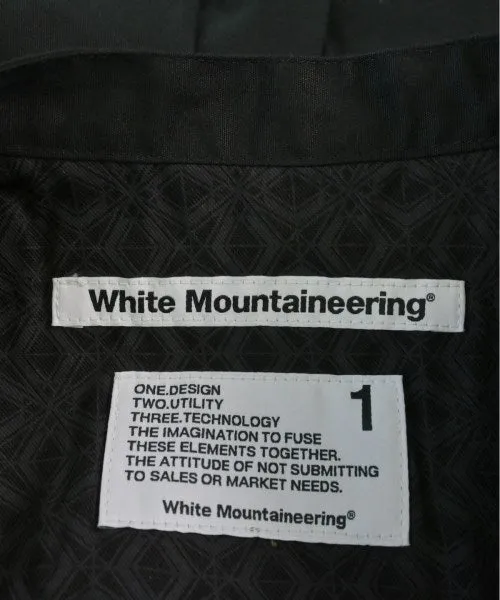 White Mountaineering®
1
ONE.DESIGN
TWO.UTILITY
THREE.TECHNOLOGY
THE IMAGINATION TO FUSE
THESE ELEMENTS TOGETHER.
THE ATTITUDE OF NOT SUBMITTING
TO SALES OR MARKET NEEDS.
White Mountaineering®